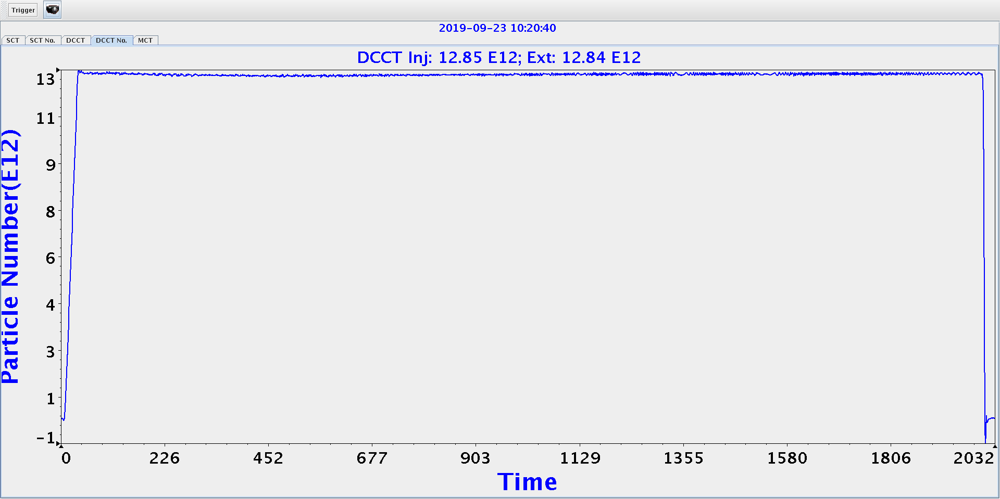 Trigger
2019-09-23 10:20:40
SCT SCT No. DCCT DCCT No. MCT
DCCT Inj: 12.85 E12; Ext: 12.84 E12
Particle Number(E12)
13
11
9
8
6
4
3
1
-1
0 226 452 677 903 1129 1355 1580 1806 2032
Time